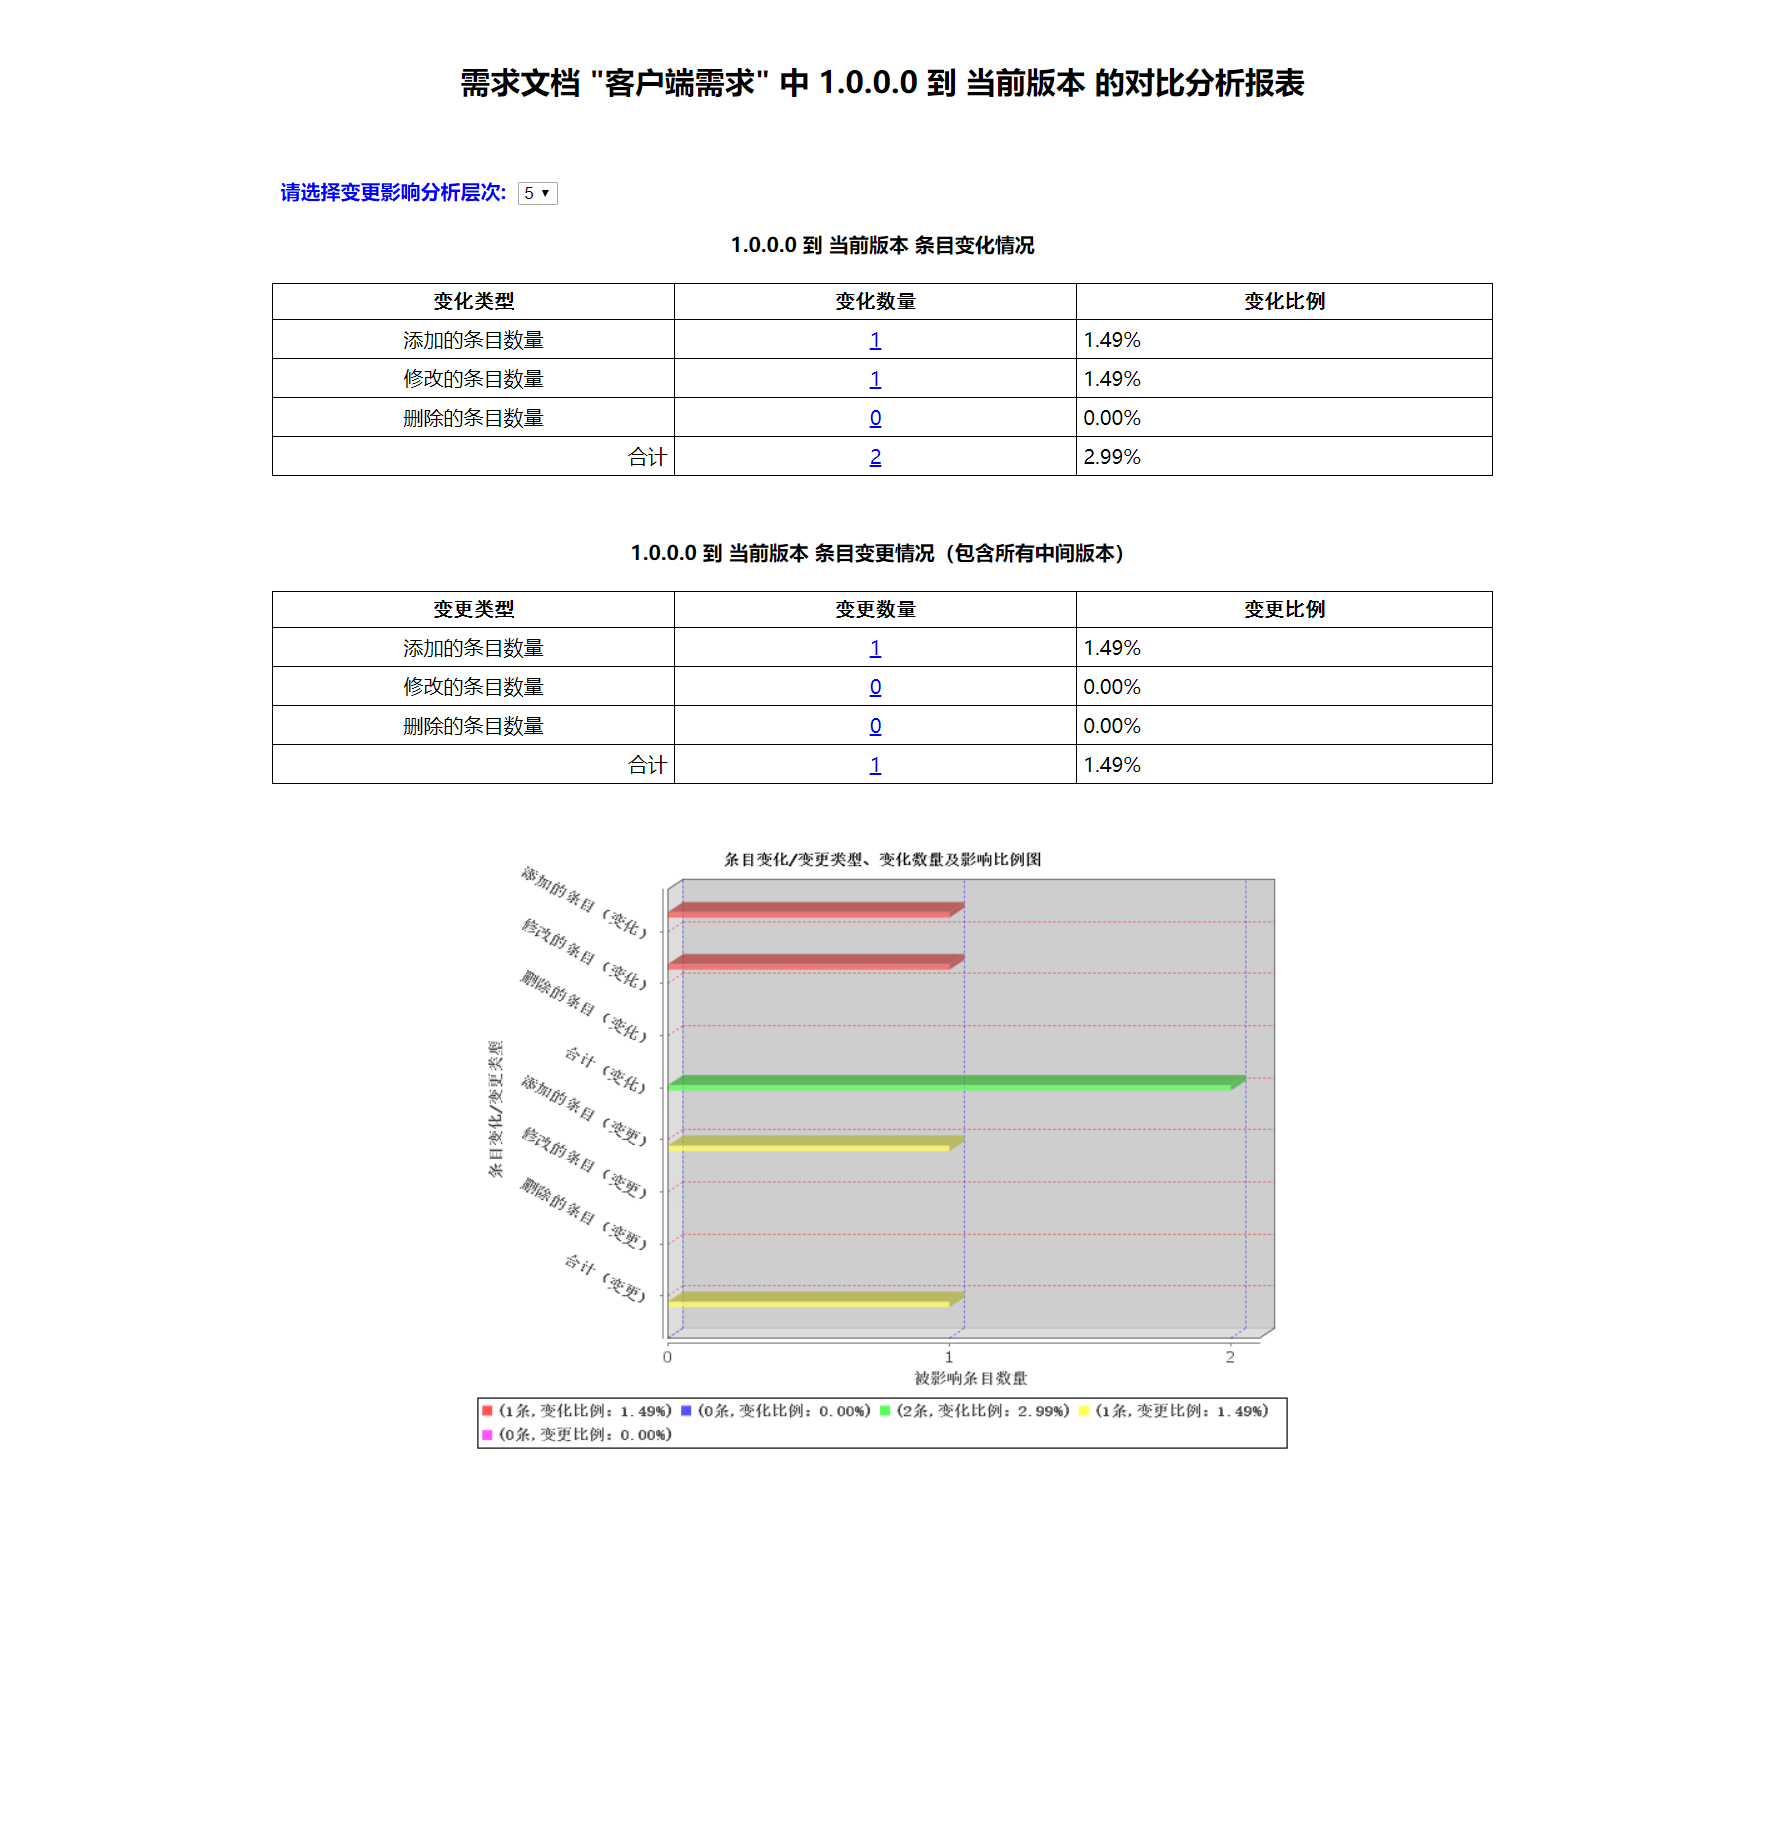 需求文档 "客户端需求" 中 1.0.0.0 到 当前版本 的对比分析报表
请选择变更影响分析层次: 5
1.0.0.0 到 当前版本 条目变化情况
变化类型 变化数量 变化比例
添加的条目数量 1 1.49%
修改的条目数量 1 1.49%
删除的条目数量 0 0.00%
合计 2 2.99%
1.0.0.0 到 当前版本 条目变更情况（包含所有中间版本）
变更类型 变更数量 变更比例
添加的条目数量 1 1.49%
修改的条目数量 0 0.00%
删除的条目数量 0 0.00%
合计 1 1.49%
条目变化/变更类型、变化数量及影响比例图
条目变化/变更类型
添加的条目（变化）
修改的条目（变化）
删除的条目（变化）
合计（变化）
添加的条目（变更）
修改的条目（变更）
删除的条目（变更）
合计（变更）
0 1 2
被影响条目数量
(1条,变化比例: 1.49%) (0条,变化比例: 0.00%) (2条,变化比例: 2.99%) (1条,变更比例: 1.49%)
(0条,变更比例: 0.00%)